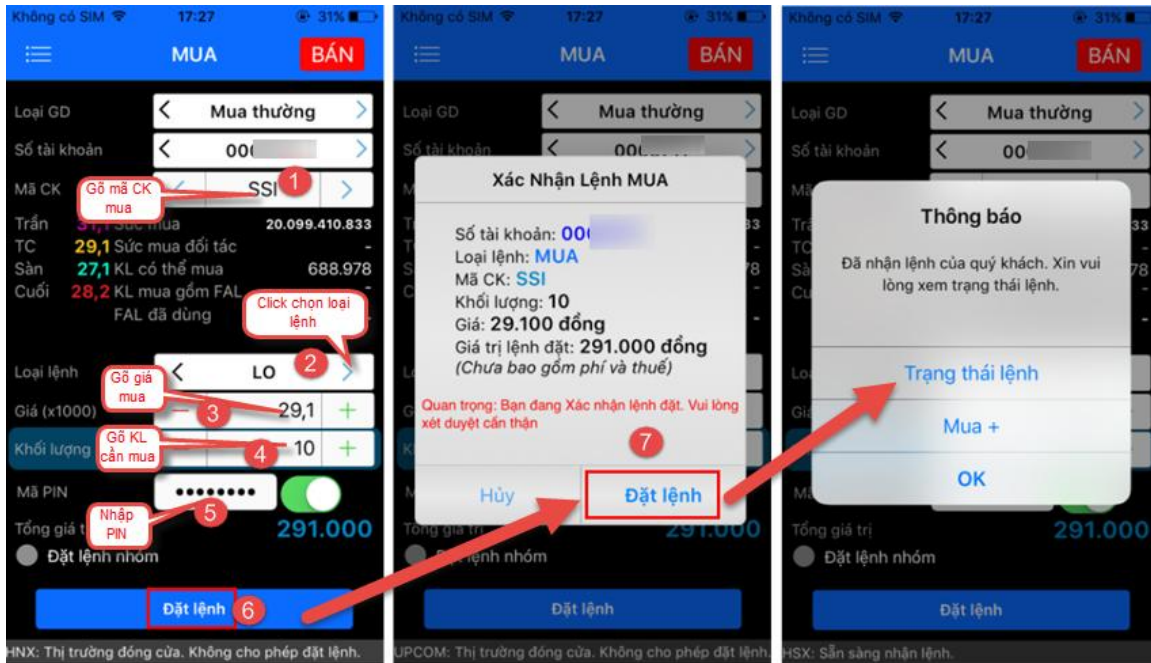 Không có SIM 17:27 31%
MUA BÁN
Loại GD Mua thường
Số tài khoản 00
Mã CK SSI
Gõ mã CK
mua
1
Trần 31,1 Sức mua 20.099.410.833
TC 29,1 Sức mua đối tác -
Sàn 27,1 KL có thể mua 688.978
Cuối 28,2 KL mua gồm FAL -
FAL đã dùng -
Click chọn loại
lệnh
2
Loại lệnh LO
Gõ giá
mua
3
Giá (x1000) 29,1 +
Gõ KL
cần mua
4
Khối lượng 10 +
Mã PIN ••••••••
Nhập
PIN
5
Tổng giá t 291.000
Đặt lệnh nhóm
Đặt lệnh 6
HNX: Thị trường đóng cửa. Không cho phép đặt lệnh.
Không có SIM 17:27 31%
MUA BÁN
Loại GD Mua thường
Số tài khoản 00
Xác Nhận Lệnh MUA
Số tài khoản: 00
Loại lệnh: MUA
Mã CK: SSI
Khối lượng: 10
Giá: 29.100 đồng
Giá trị lệnh đặt: 291.000 đồng
(Chưa bao gồm phí và thuế)
Quan trọng: Bạn đang Xác nhận lệnh đặt. Vui lòng
xét duyệt cẩn thận
7
Hủy Đặt lệnh
Tổng giá trị 291.000
Đặt lệnh nhóm
Đặt lệnh
UPCOM: Thị trường đóng cửa. Không cho phép đặt lệnh.
Không có SIM 17:27 31%
MUA BÁN
Loại GD Mua thường
Số tài khoản 00
Thông báo
Đã nhận lệnh của quý khách. Xin vui
lòng xem trạng thái lệnh.
Trạng thái lệnh
Mua +
OK
Tổng giá trị 291.000
Đặt lệnh nhóm
Đặt lệnh
HSX: Sẵn sàng nhận lệnh.